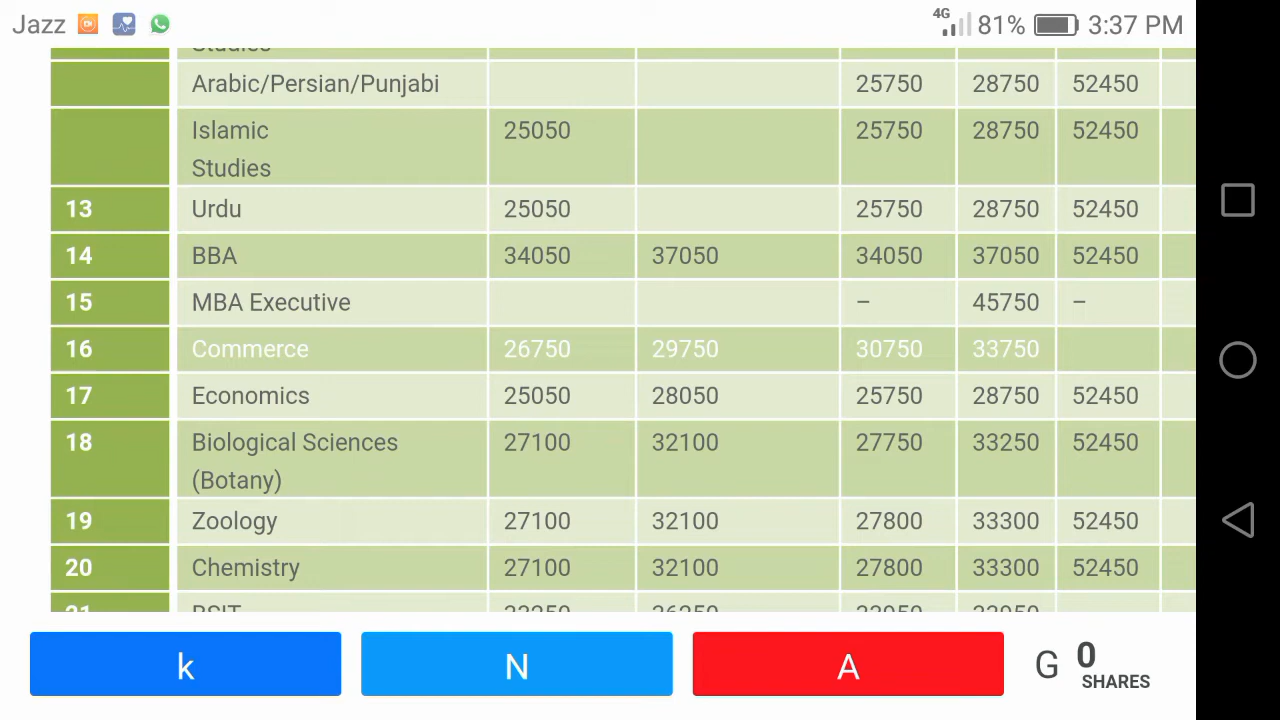 Jazz 4G 81% 3:37 PM
Studies
Arabic/Persian/Punjabi 25750 28750 52450
Islamic 25050 25750 28750 52450
Studies
13 Urdu 25050 25750 28750 52450
14 BBA 34050 37050 34050 37050 52450
15 MBA Executive – 45750 –
16 Commerce 26750 29750 30750 33750
17 Economics 25050 28050 25750 28750 52450
18 Biological Sciences 27100 32100 27750 33250 52450
(Botany)
19 Zoology 27100 32100 27800 33300 52450
20 Chemistry 27100 32100 27800 33300 52450
21 BSIT
k N A G 0
SHARES